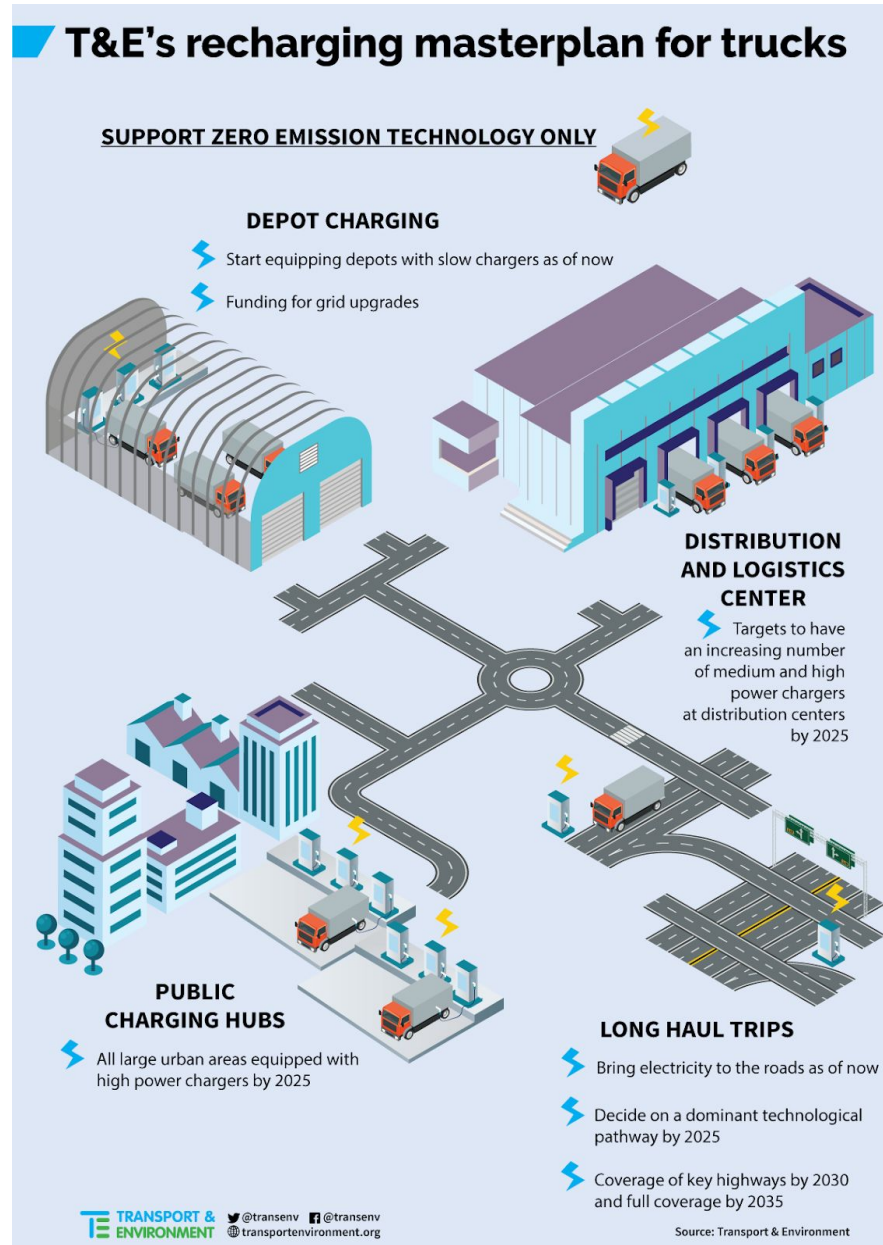 T&E's recharging masterplan for trucks
SUPPORT ZERO EMISSION TECHNOLOGY ONLY
DEPOT CHARGING
Start equipping depots with slow chargers as of now
Funding for grid upgrades
DISTRIBUTION
AND LOGISTICS
CENTER
Targets to have
an increasing number
of medium and high
power chargers
at distribution centers
by 2025
PUBLIC
CHARGING HUBS
All large urban areas equipped with
high power chargers by 2025
LONG HAUL TRIPS
Bring electricity to the roads as of now
Decide on a dominant technological
pathway by 2025
Coverage of key highways by 2030
and full coverage by 2035
TRANSPORT &
ENVIRONMENT
@transenv @transenv
transportenvironment.org
Source: Transport & Environment